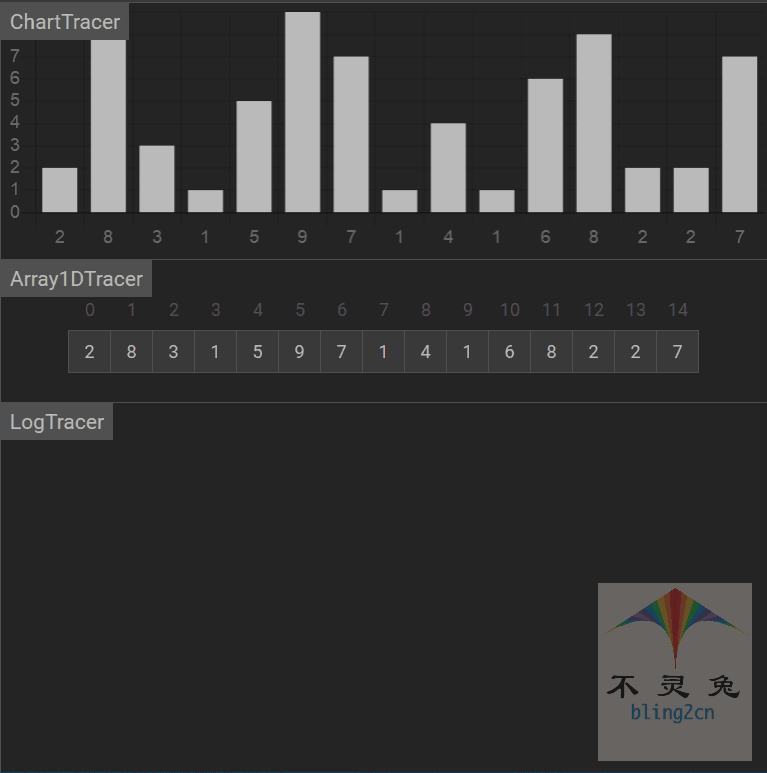 ChartTracer
7
6
5
4
3
2
1
0
2 8 3 1 5 9 7 1 4 1 6 8 2 2 7
Array1DTracer
0 1 2 3 4 5 6 7 8 9 10 11 12 13 14
2 8 3 1 5 9 7 1 4 1 6 8 2 2 7
LogTracer
不灵兔
bling2cn